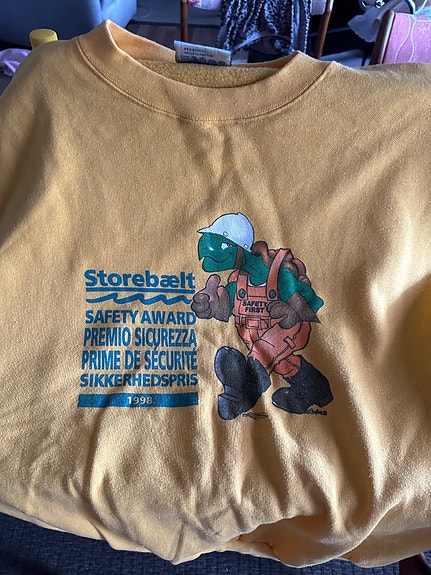 Storebælt
SAFETY AWARD
PREMIO SICUREZZA
PRIME DE SÉCURITÉ
SIKKERHEDSPRIS
1998
SAFETY
FIRST